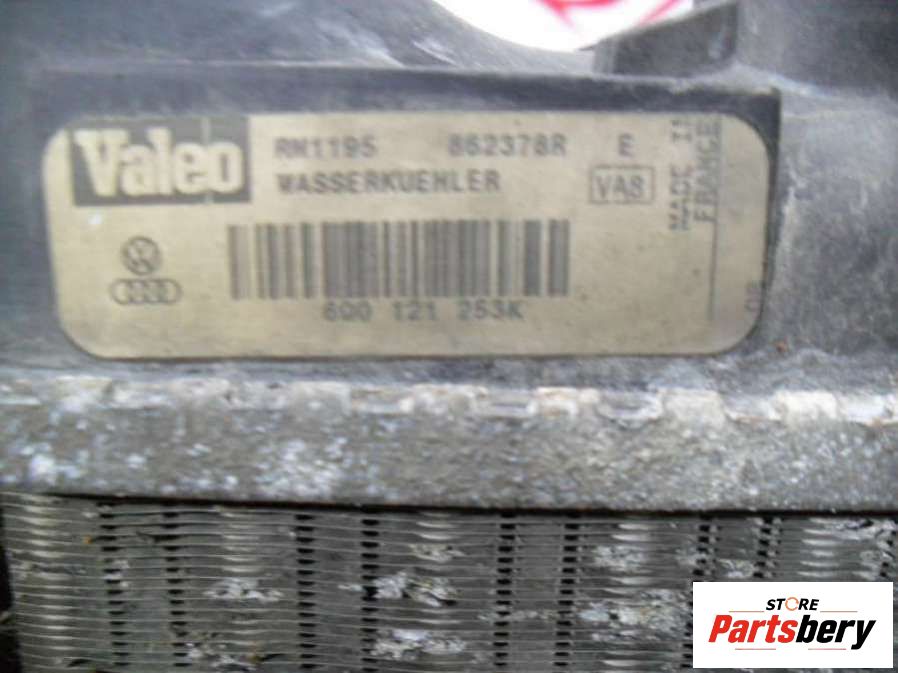 Valeo RM1195 862378R E
WASSERKUEHLER VA8
MADE IN
FRANCE
6Q0 121 253K
STORE
Partsbery